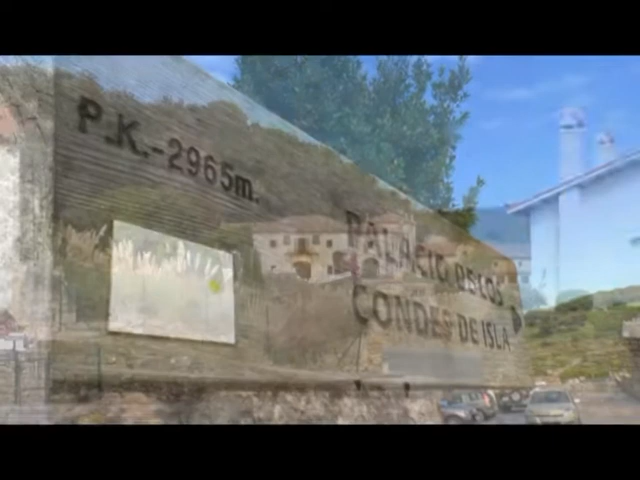 P.K.-2965m.
PALACIO DE LOS
CONDES DE ISLA